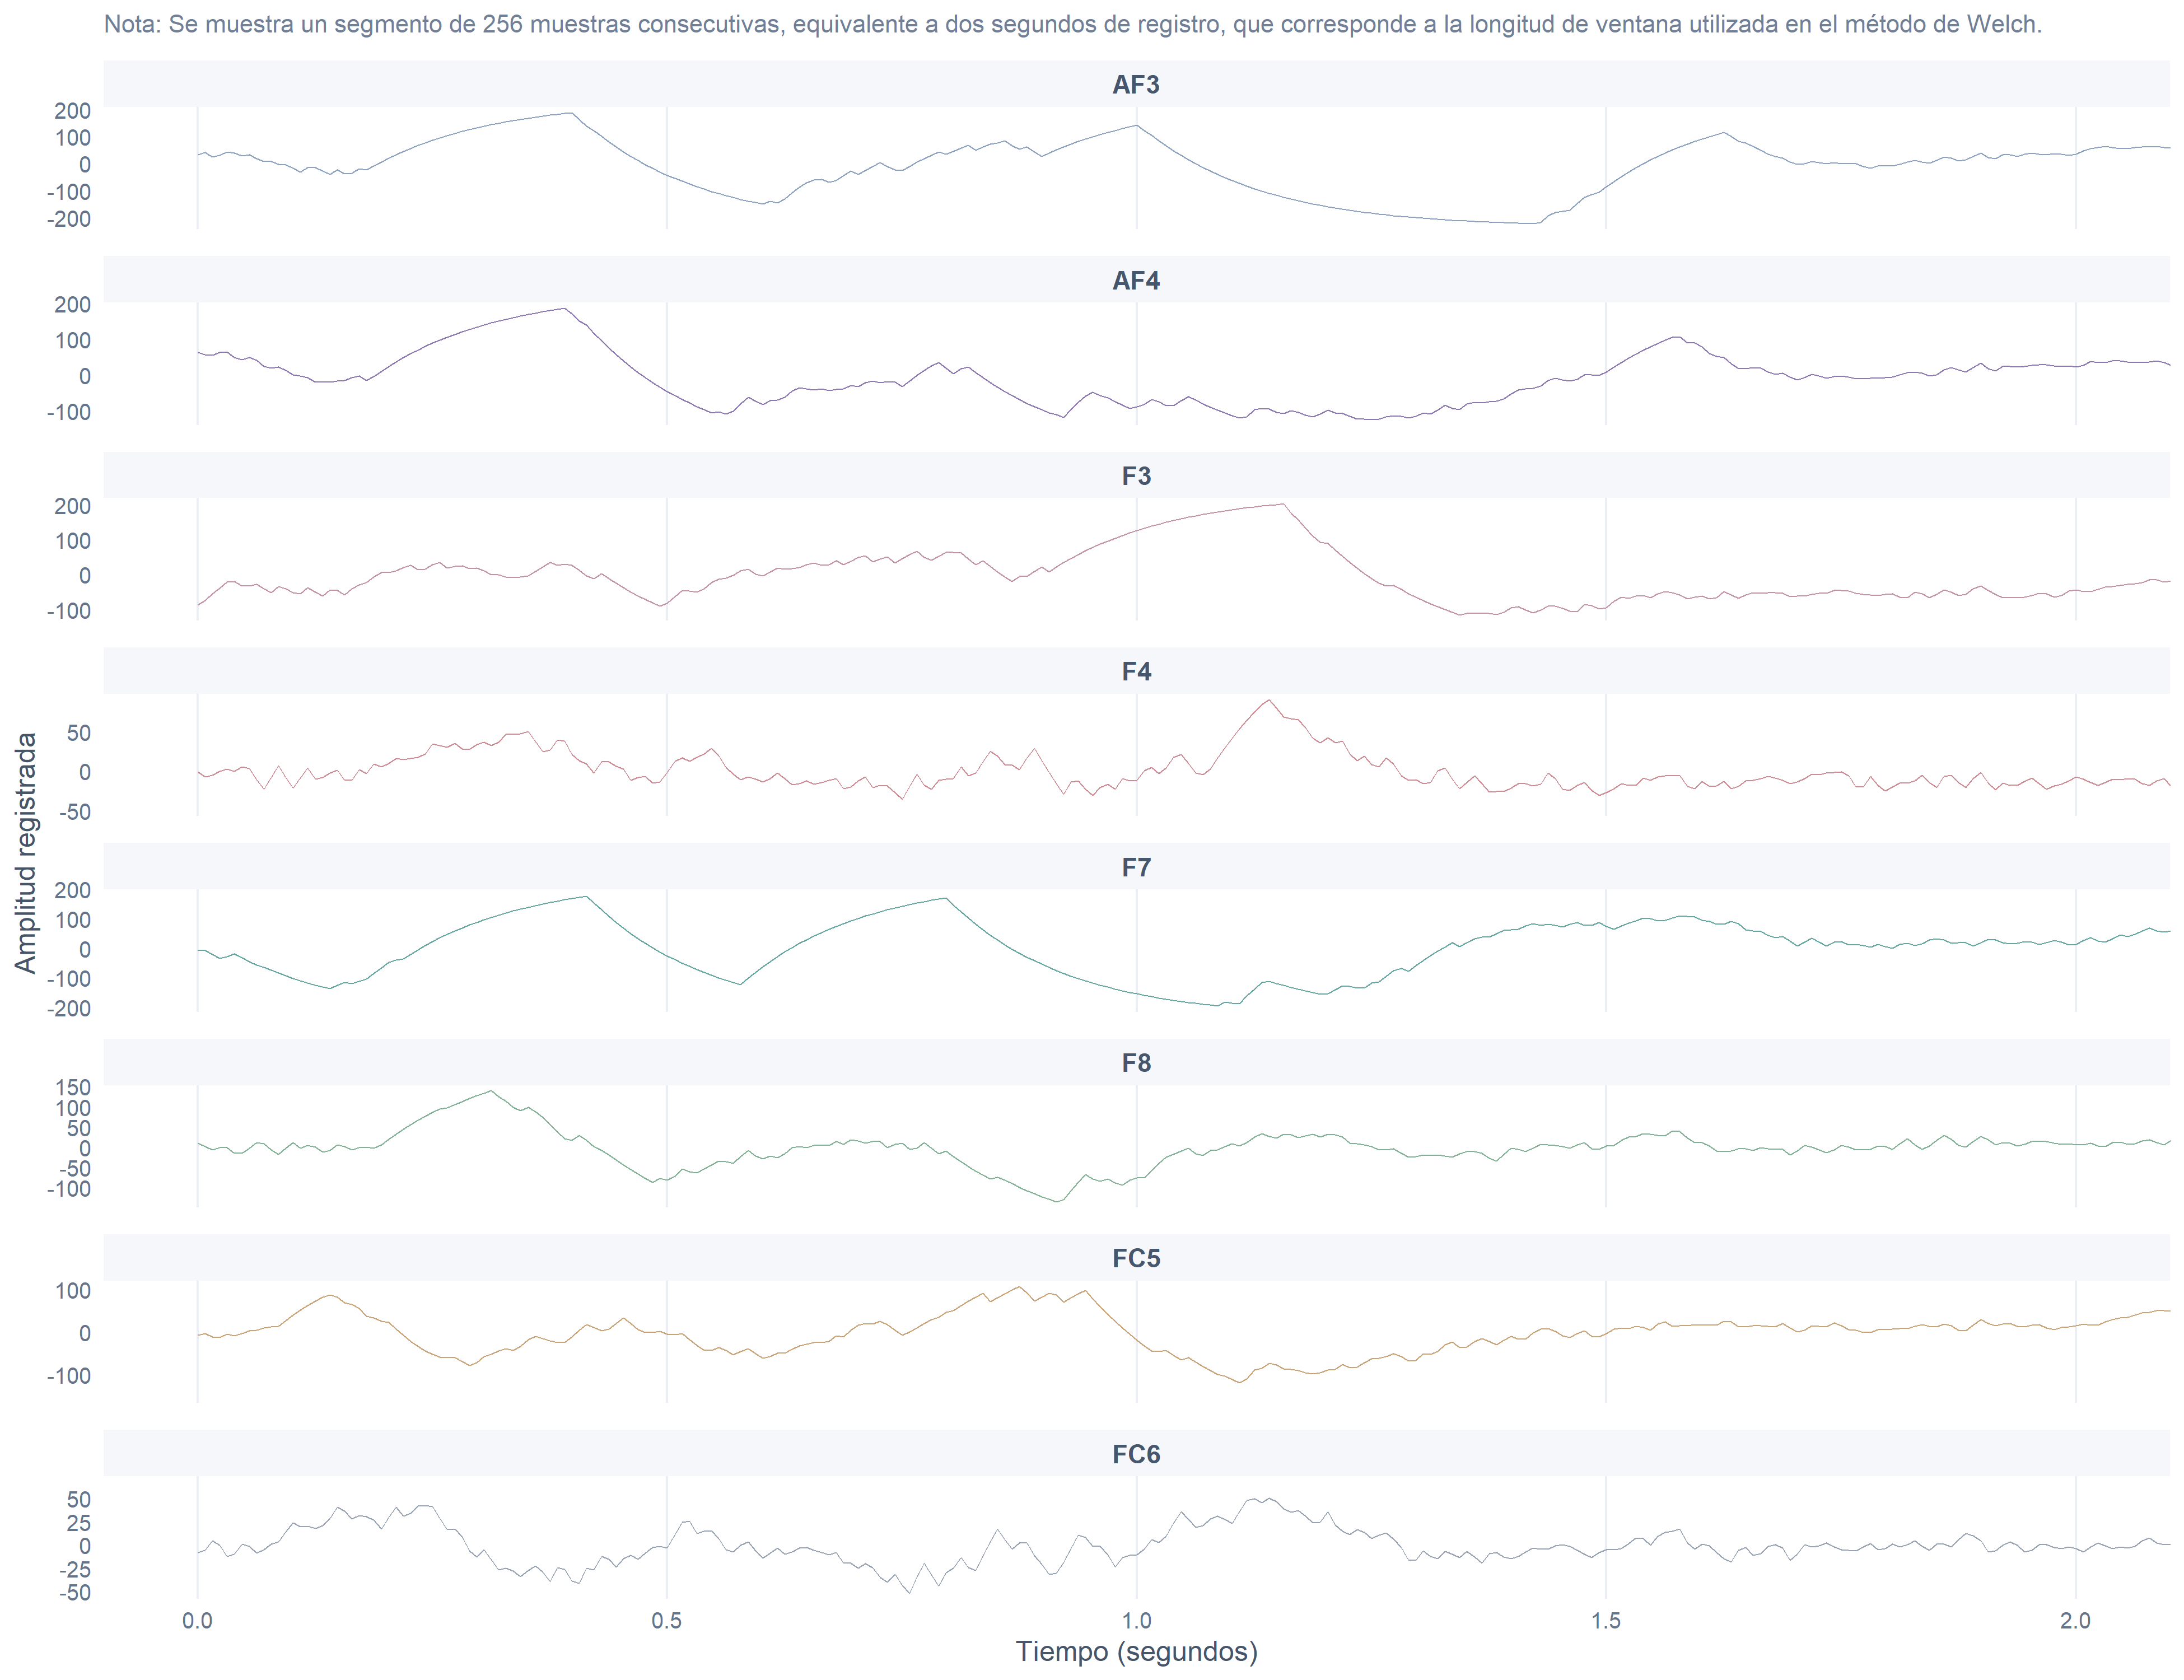 Nota: Se muestra un segmento de 256 muestras consecutivas, equivalente a dos segundos de registro, que corresponde a la longitud de ventana utilizada en el método de Welch.
AF3
200
100
0
-100
-200
AF4
200
100
0
-100
F3
200
100
0
-100
F4
50
0
-50
F7
200
100
0
-100
-200
F8
150
100
50
0
-50
-100
FC5
100
0
-100
FC6
50
25
0
-25
-50
0.0 0.5 1.0 1.5 2.0
Tiempo (segundos)
Amplitud registrada